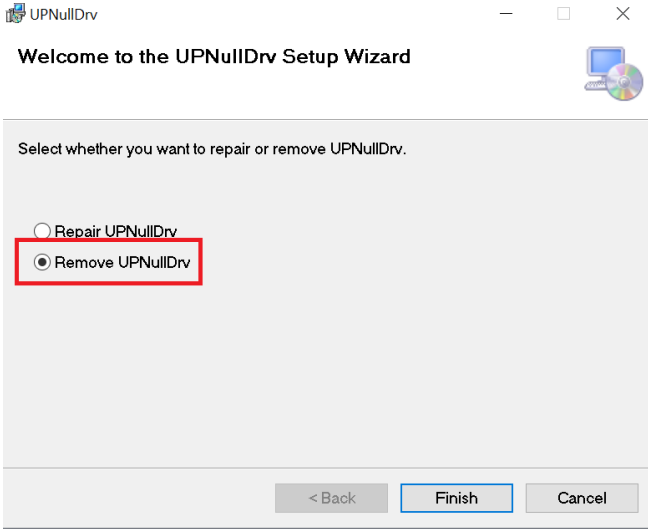 UPNullDrv
Welcome to the UPNullDrv Setup Wizard
Select whether you want to repair or remove UPNullDrv.
Repair UPNullDrv
Remove UPNullDrv
< Back Finish Cancel